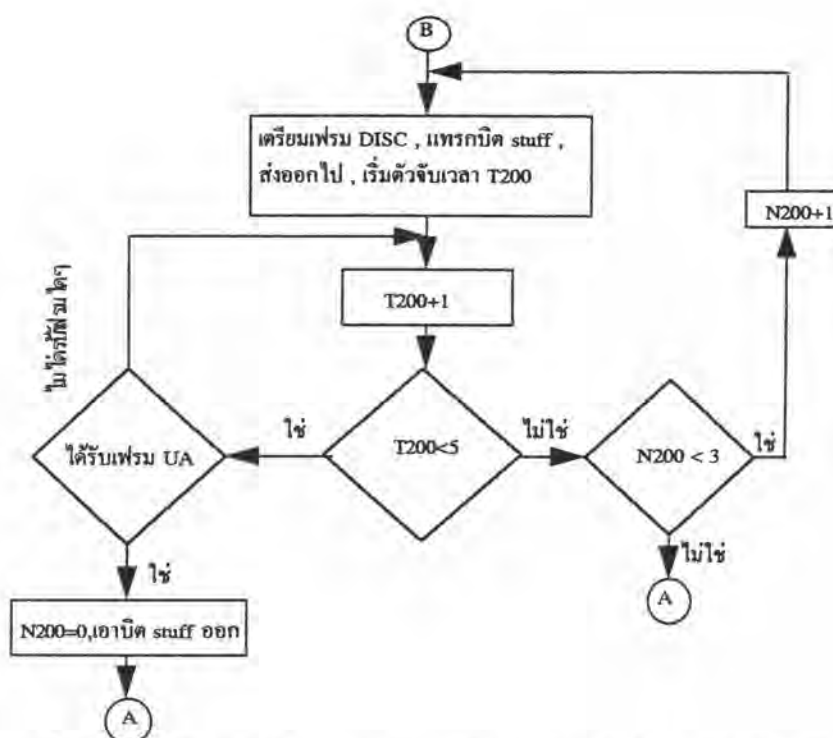 B
เตรียมเฟรม DISC , แทรกบิต stuff ,
ส่งออกไป , เริ่มตัวจับเวลา T200
N200+1
T200+1
ไม่ได้รับเฟรมใดๆ
ได้รับเฟรม UA
ใช่
T200<5
ไม่ใช่
N200 < 3
ใช่
ใช่
ไม่ใช่
N200=0,เอาบิต stuff ออก
A
A